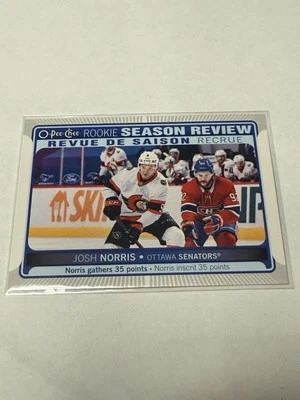 O-Pee-Chee ROOKIE SEASON REVIEW
REVUE DE SAISON RECRUE
SKI
92
JOSH NORRIS • OTTAWA SENATORS®
Norris gathers 35 points • Norris inscrit 35 points